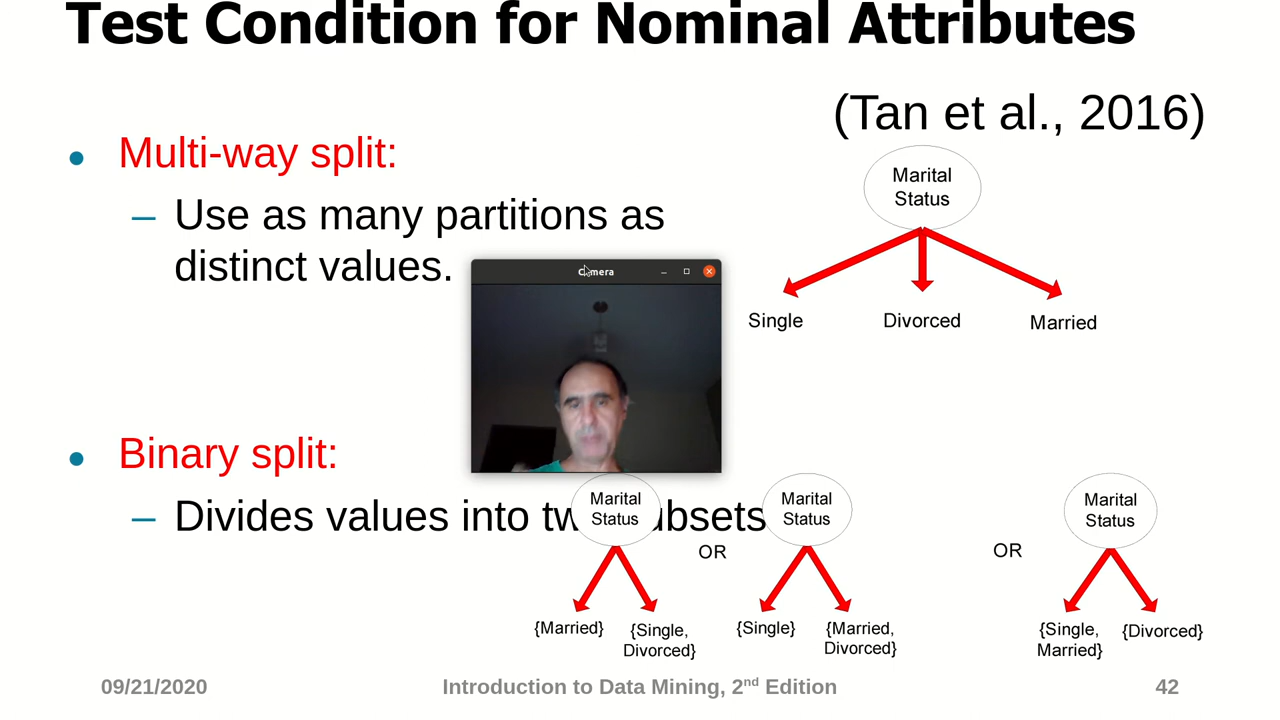 Test Condition for Nominal Attributes
(Tan et al., 2016)
Multi-way split:
– Use as many partitions as
distinct values.
Marital
Status
Single Divorced Married
Camera
Binary split:
– Divides values into
Marital
Status
OR
{Married} {Single,
Divorced}
Marital
Status
{Single} {Married,
Divorced}
OR
Marital
Status
{Single,
Married} {Divorced}
09/21/2020 Introduction to Data Mining, 2nd Edition 42